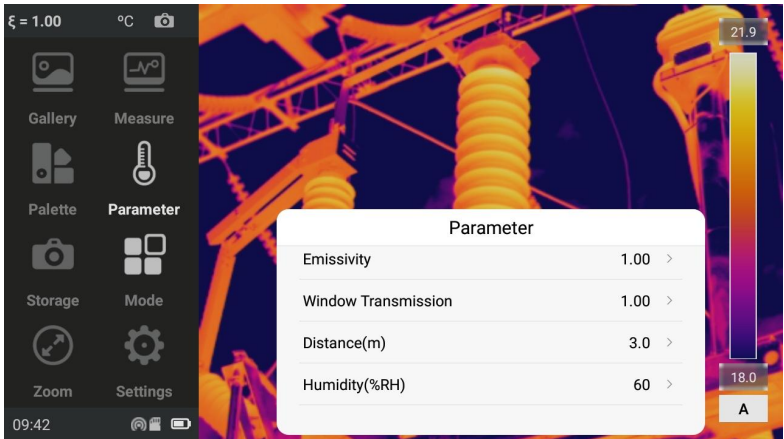 ξ = 1.00 °C
Gallery Measure
Palette Parameter
Storage Mode
Zoom Settings
09:42
Parameter
Emissivity 1.00
Window Transmission 1.00
Distance(m) 3.0
Humidity(%RH) 60
21.9
18.0
A